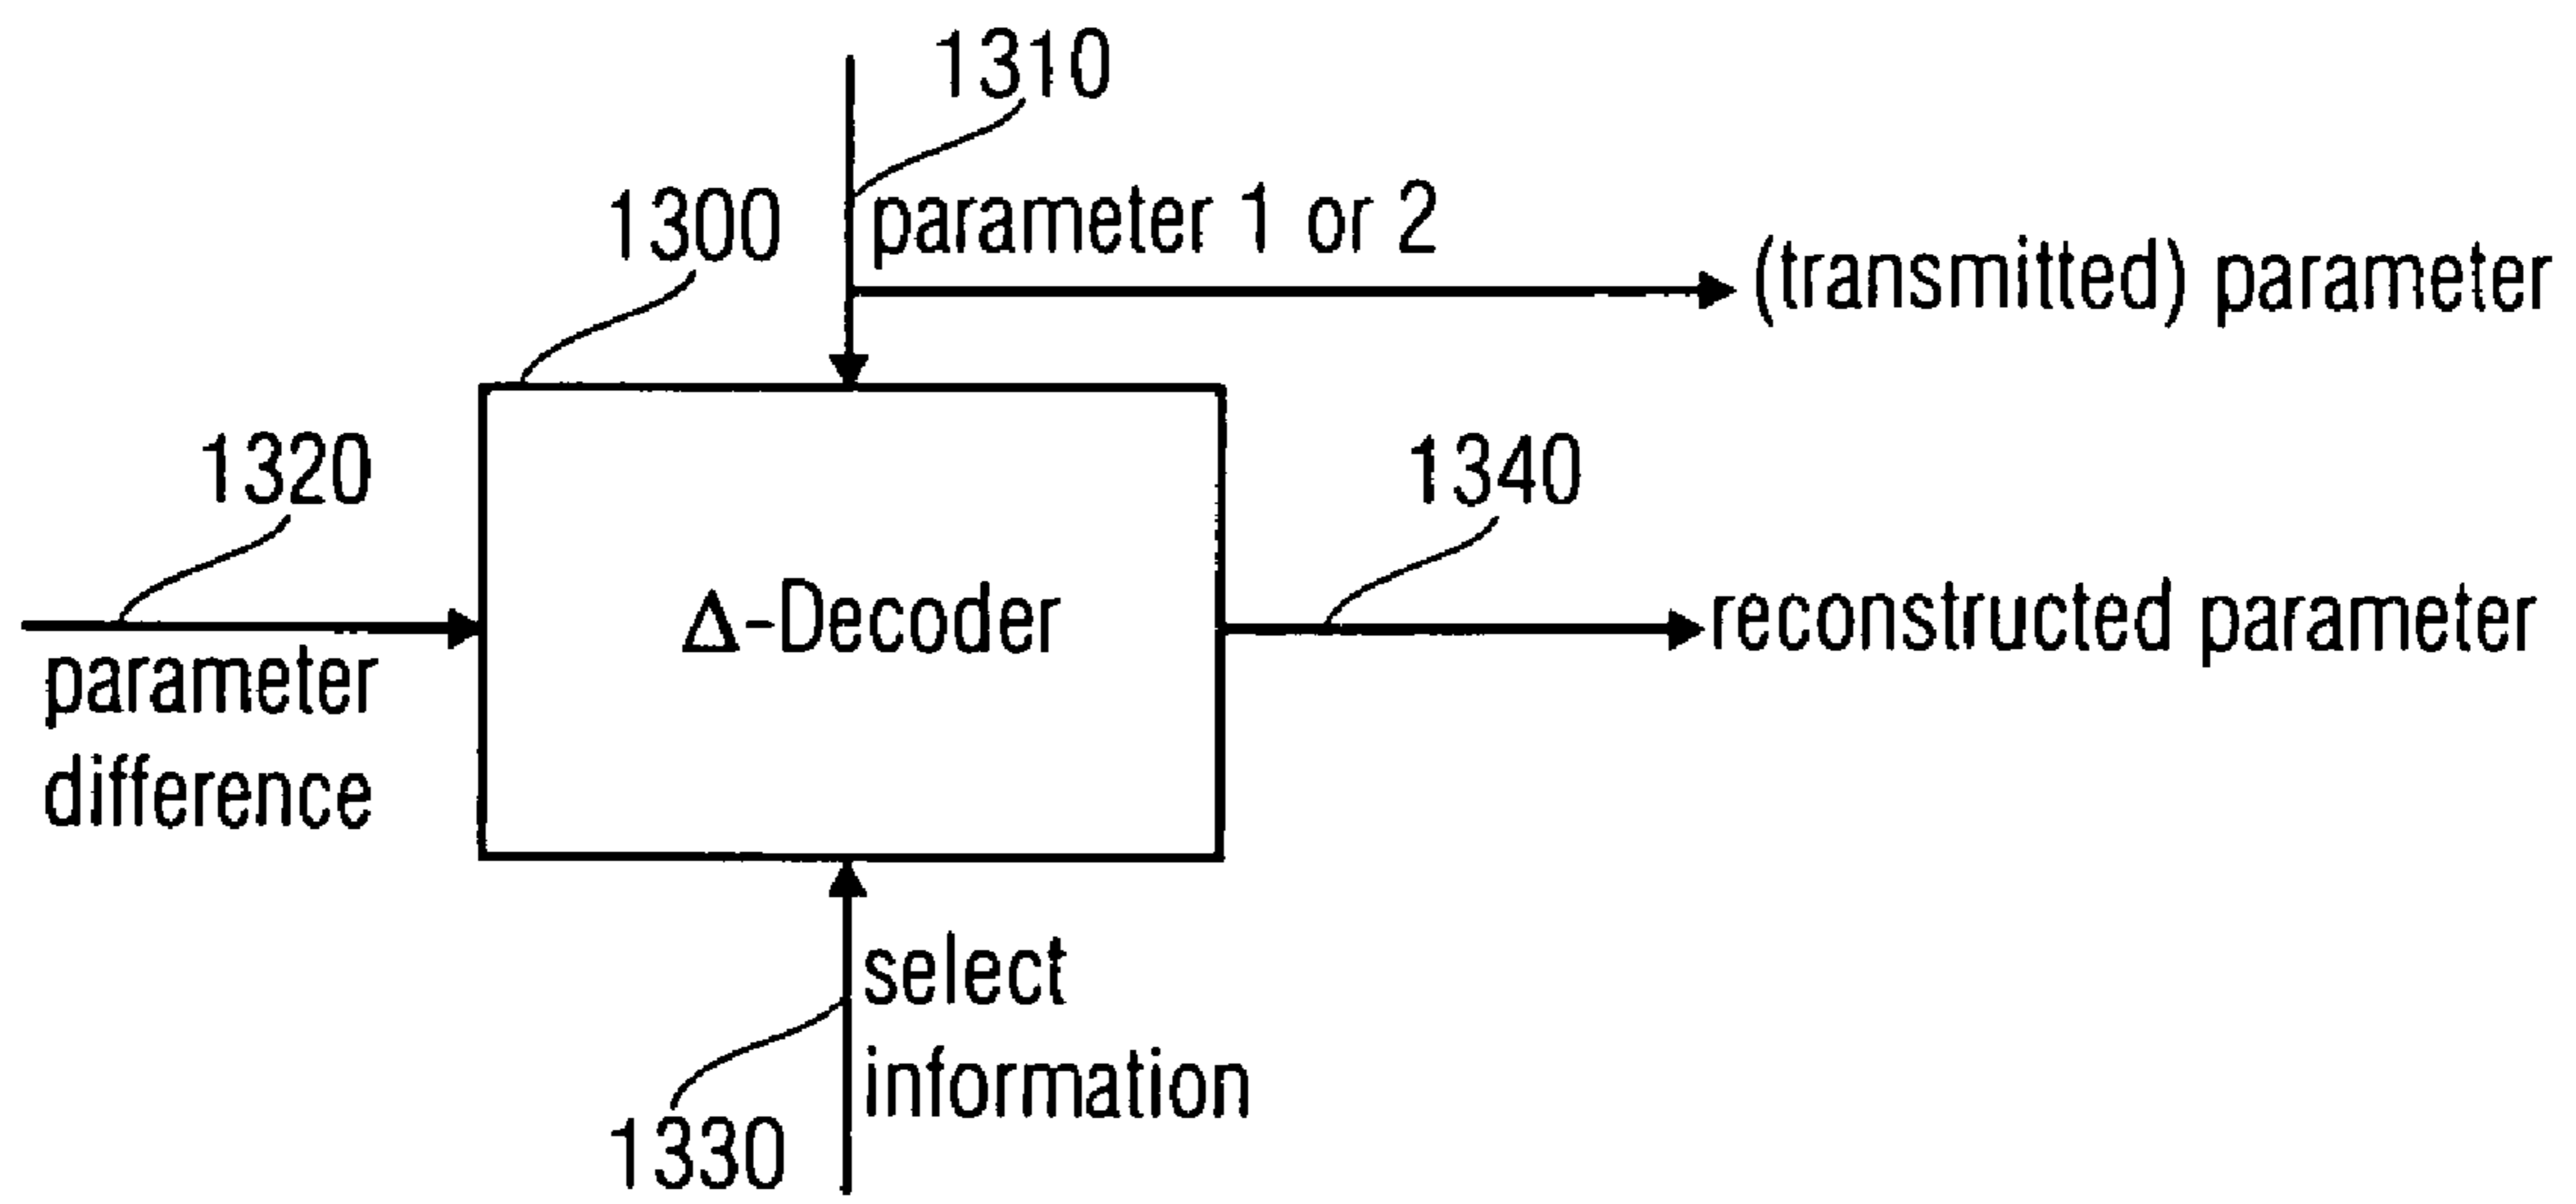 1310
1300
parameter 1 or 2
(transmitted) parameter
1320
1340
Δ-Decoder
reconstructed parameter
parameter
difference
select
information
1330